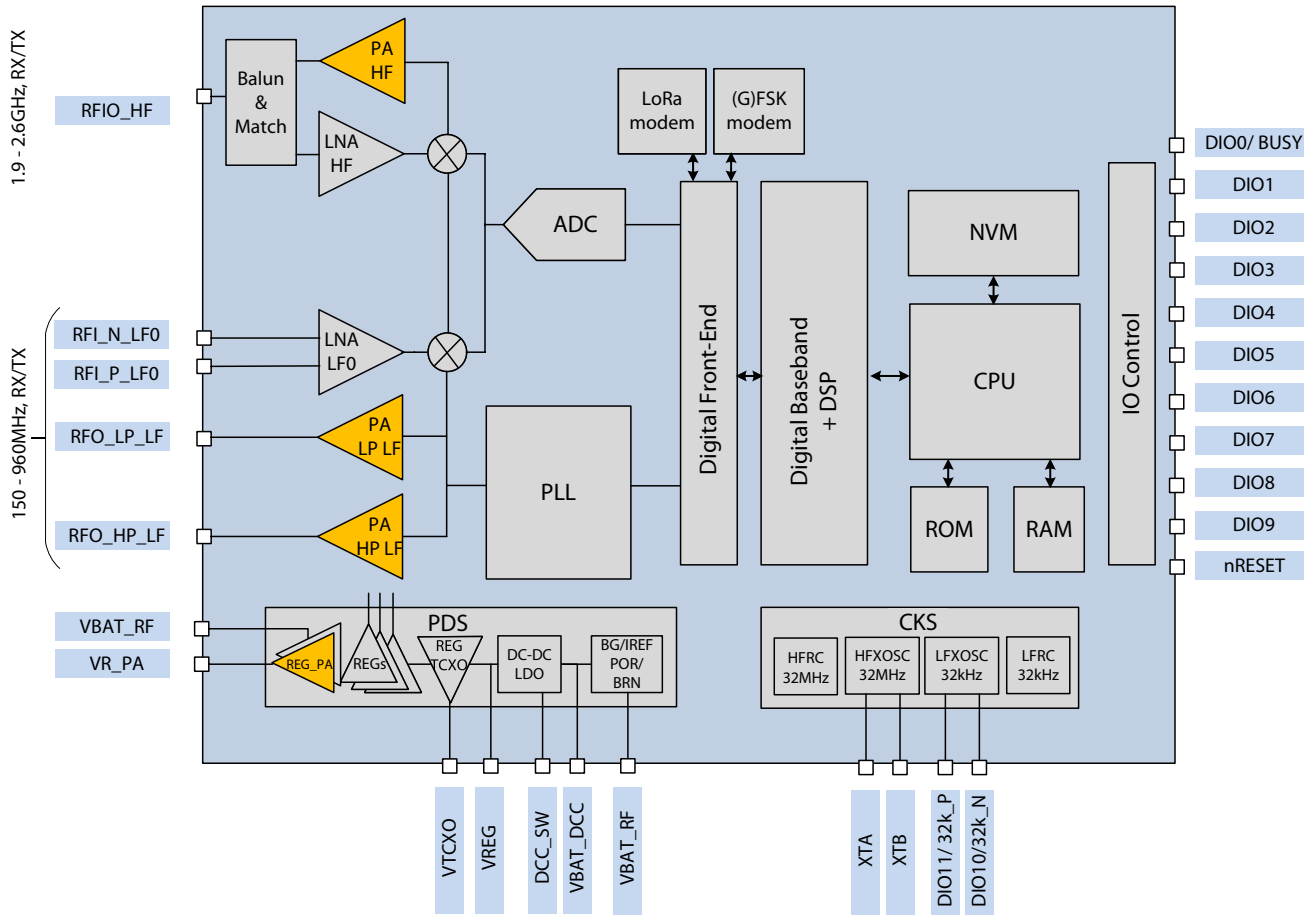 1.9 - 2.6GHz, RX/TX
RFIO_HF
Balun
&
Match
PA
HF
LNA
HF
LoRa
modem
(G)FSK
modem
ADC
Digital Front-End
Digital Baseband
+ DSP
NVM
CPU
ROM
RAM
IO Control
DIO0/ BUSY
DIO1
DIO2
DIO3
DIO4
DIO5
DIO6
DIO7
DIO8
DIO9
nRESET
150 - 960MHz, RX/TX
RFI_N_LF0
RFI_P_LF0
RFO_LP_LF
RFO_HP_LF
LNA
LF0
PA
LP LF
PA
HP LF
PLL
VBAT_RF
VR_PA
PDS
REG_PA
REGs
REG
TCXO
DC-DC
LDO
BG/IREF
POR/
BRN
CKS
HFRC
32MHz
HFXOSC
32MHz
LFXOSC
32kHz
LFRC
32kHz
VTCXO
VREG
DCC_SW
VBAT_DCC
VBAT_RF
XTA
XTB
DIO11/ 32k_P
DIO10/32k_N